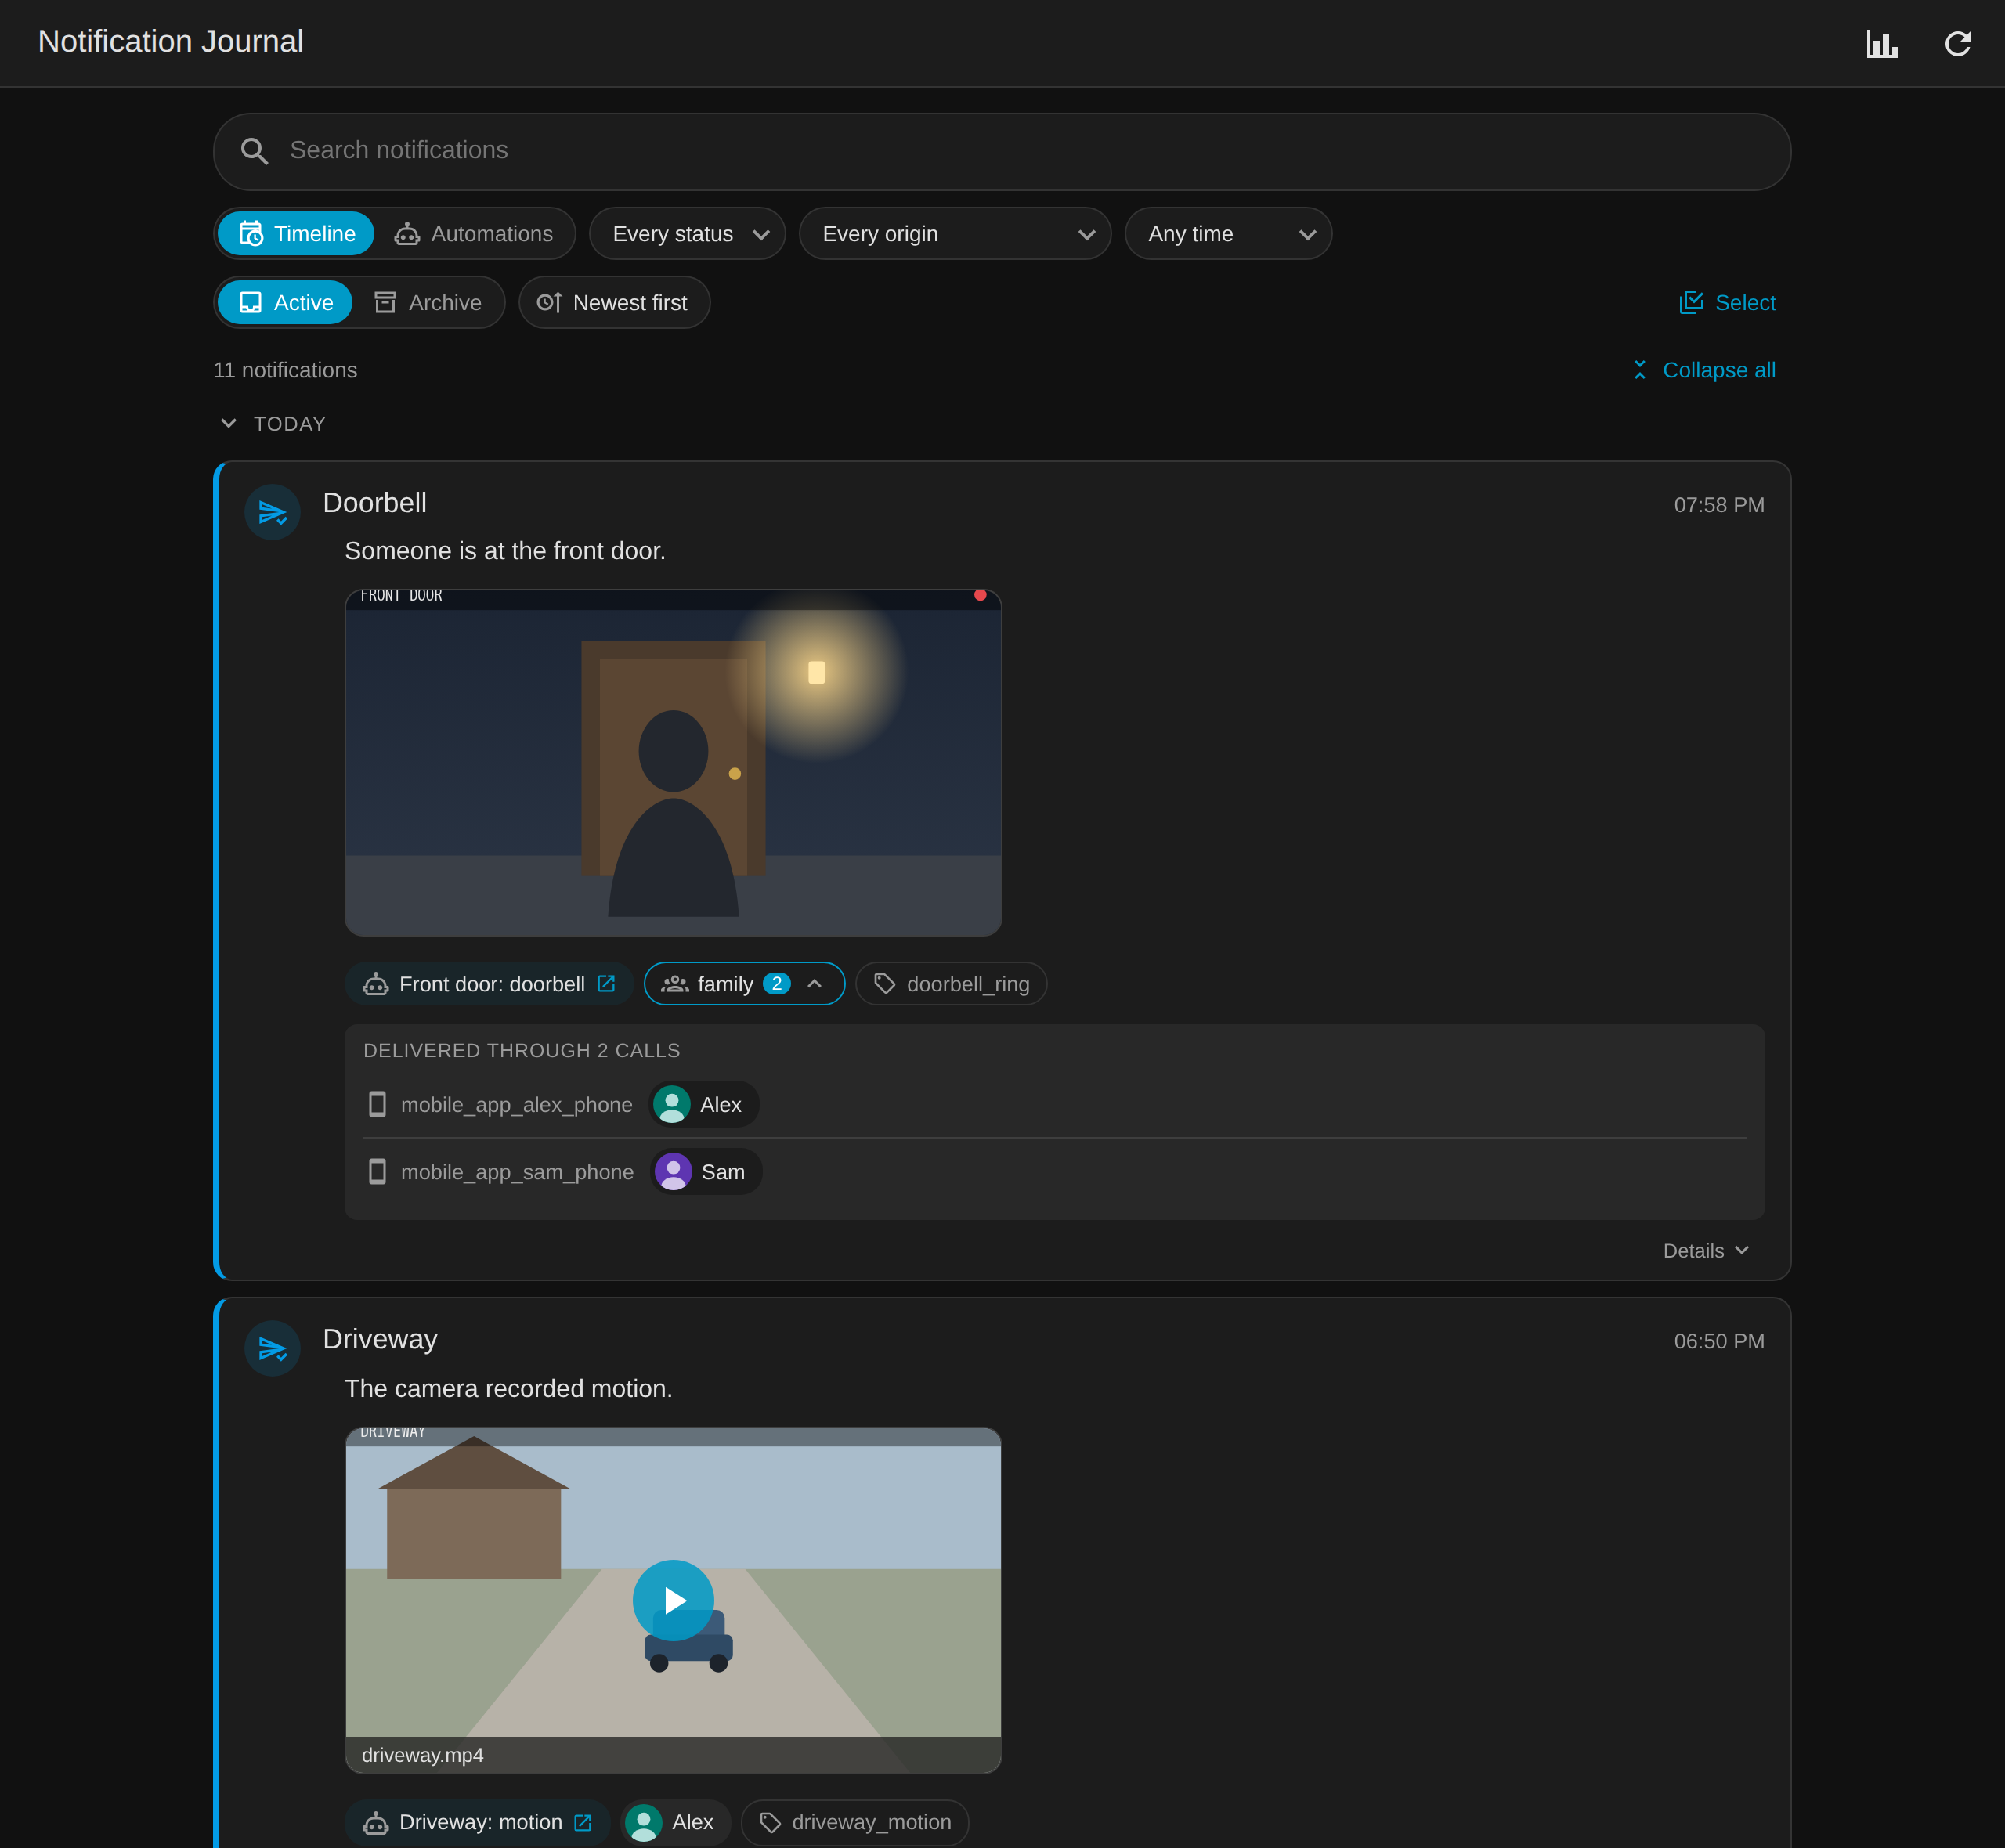 Notification Journal
Search notifications
Timeline Automations Every status Every origin Any time
Active Archive Newest first Select
11 notifications Collapse all
TODAY
Doorbell 07:58 PM
Someone is at the front door.
FRONT DOOR
Front door: doorbell family 2 doorbell_ring
DELIVERED THROUGH 2 CALLS
mobile_app_alex_phone Alex
mobile_app_sam_phone Sam
Details
Driveway 06:50 PM
The camera recorded motion.
DRIVEWAY
driveway.mp4
Driveway: motion Alex driveway_motion